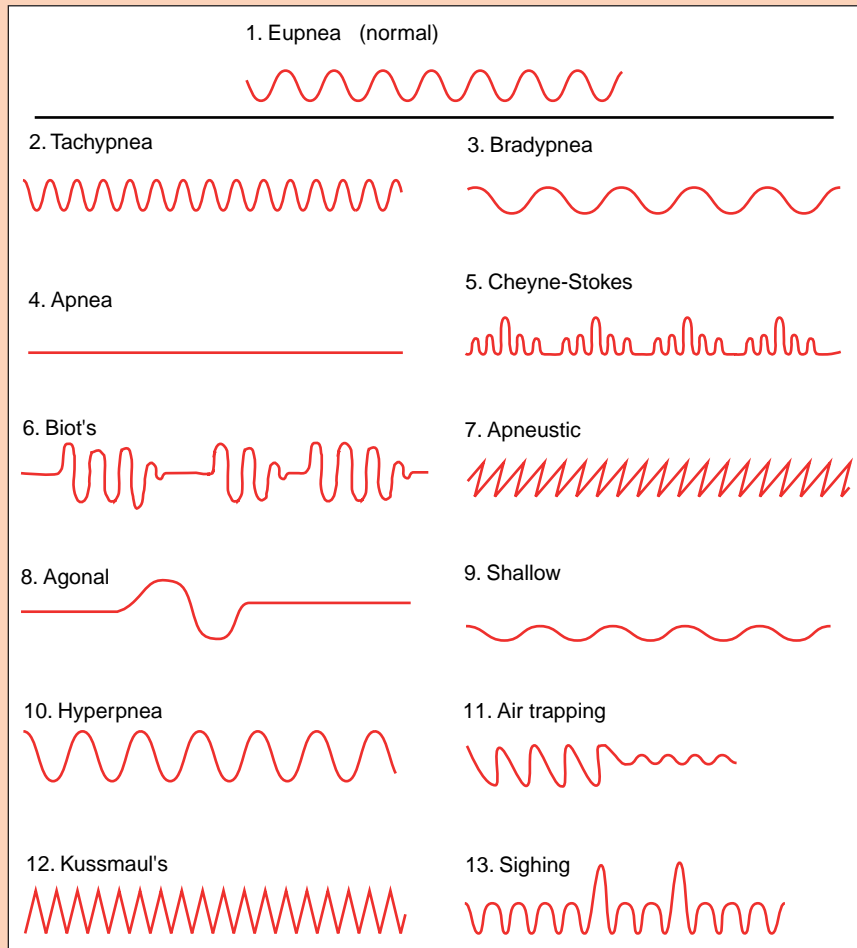 1. Eupnea (normal)
2. Tachypnea
3. Bradypnea
4. Apnea
5. Cheyne-Stokes
6. Biot's
7. Apneustic
8. Agonal
9. Shallow
10. Hyperpnea
11. Air trapping
12. Kussmaul's
13. Sighing